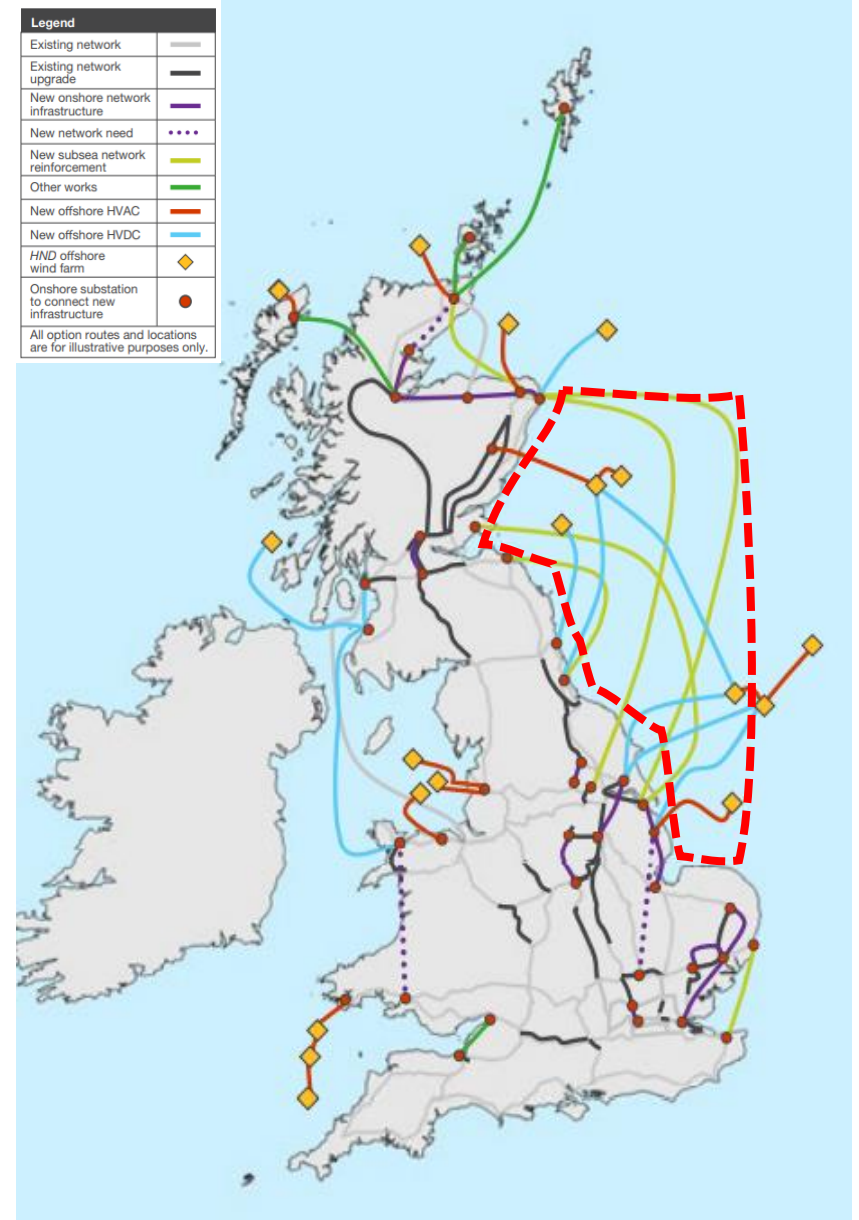 Legend
Existing network
Existing network
upgrade
New onshore network
infrastructure
New network need
New subsea network
reinforcement
Other works
New offshore HVAC
New offshore HVDC
HND offshore
wind farm
Onshore substation
to connect new
infrastructure
All option routes and locations
are for illustrative purposes only.